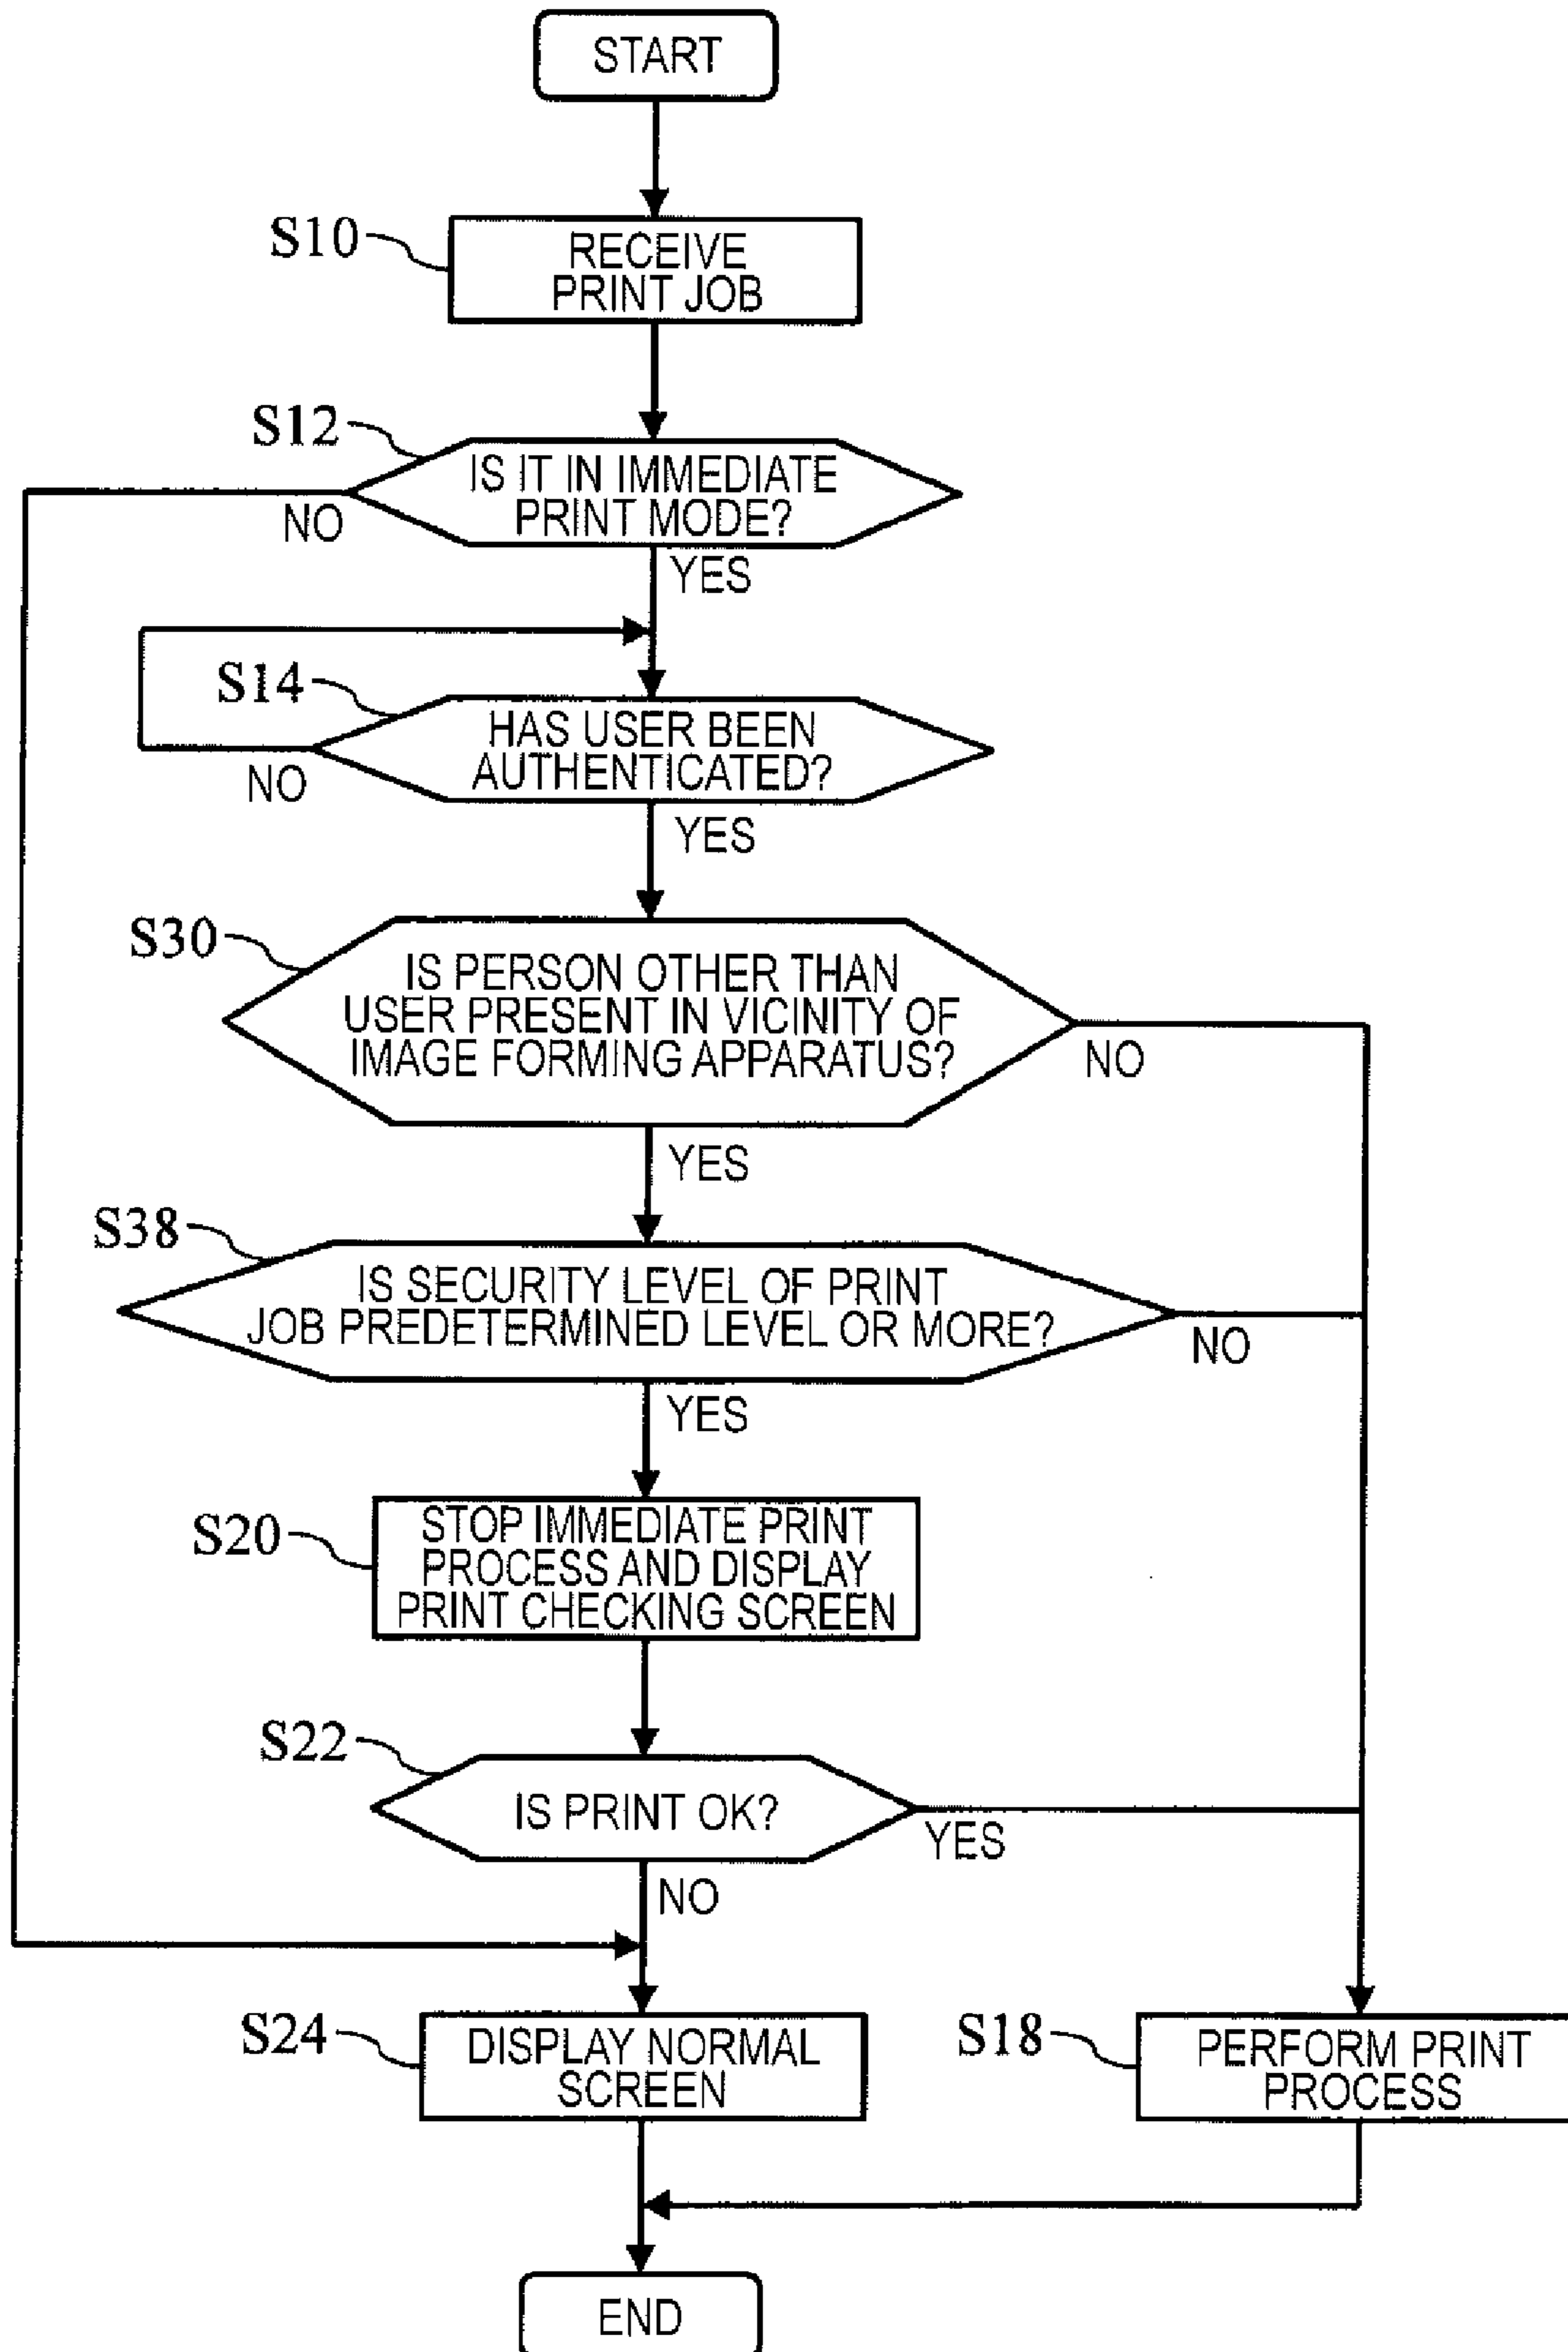 START
S10
RECEIVE
PRINT JOB
S12
IS IT IN IMMEDIATE
PRINT MODE?
NO
YES
S14
HAS USER BEEN
AUTHENTICATED?
NO
YES
S30
IS PERSON OTHER THAN
USER PRESENT IN VICINITY OF
IMAGE FORMING APPARATUS?
NO
YES
S38
IS SECURITY LEVEL OF PRINT
JOB PREDETERMINED LEVEL OR MORE?
NO
YES
S20
STOP IMMEDIATE PRINT
PROCESS AND DISPLAY
PRINT CHECKING SCREEN
S22
IS PRINT OK?
YES
NO
S24
DISPLAY NORMAL
SCREEN
S18
PERFORM PRINT
PROCESS
END